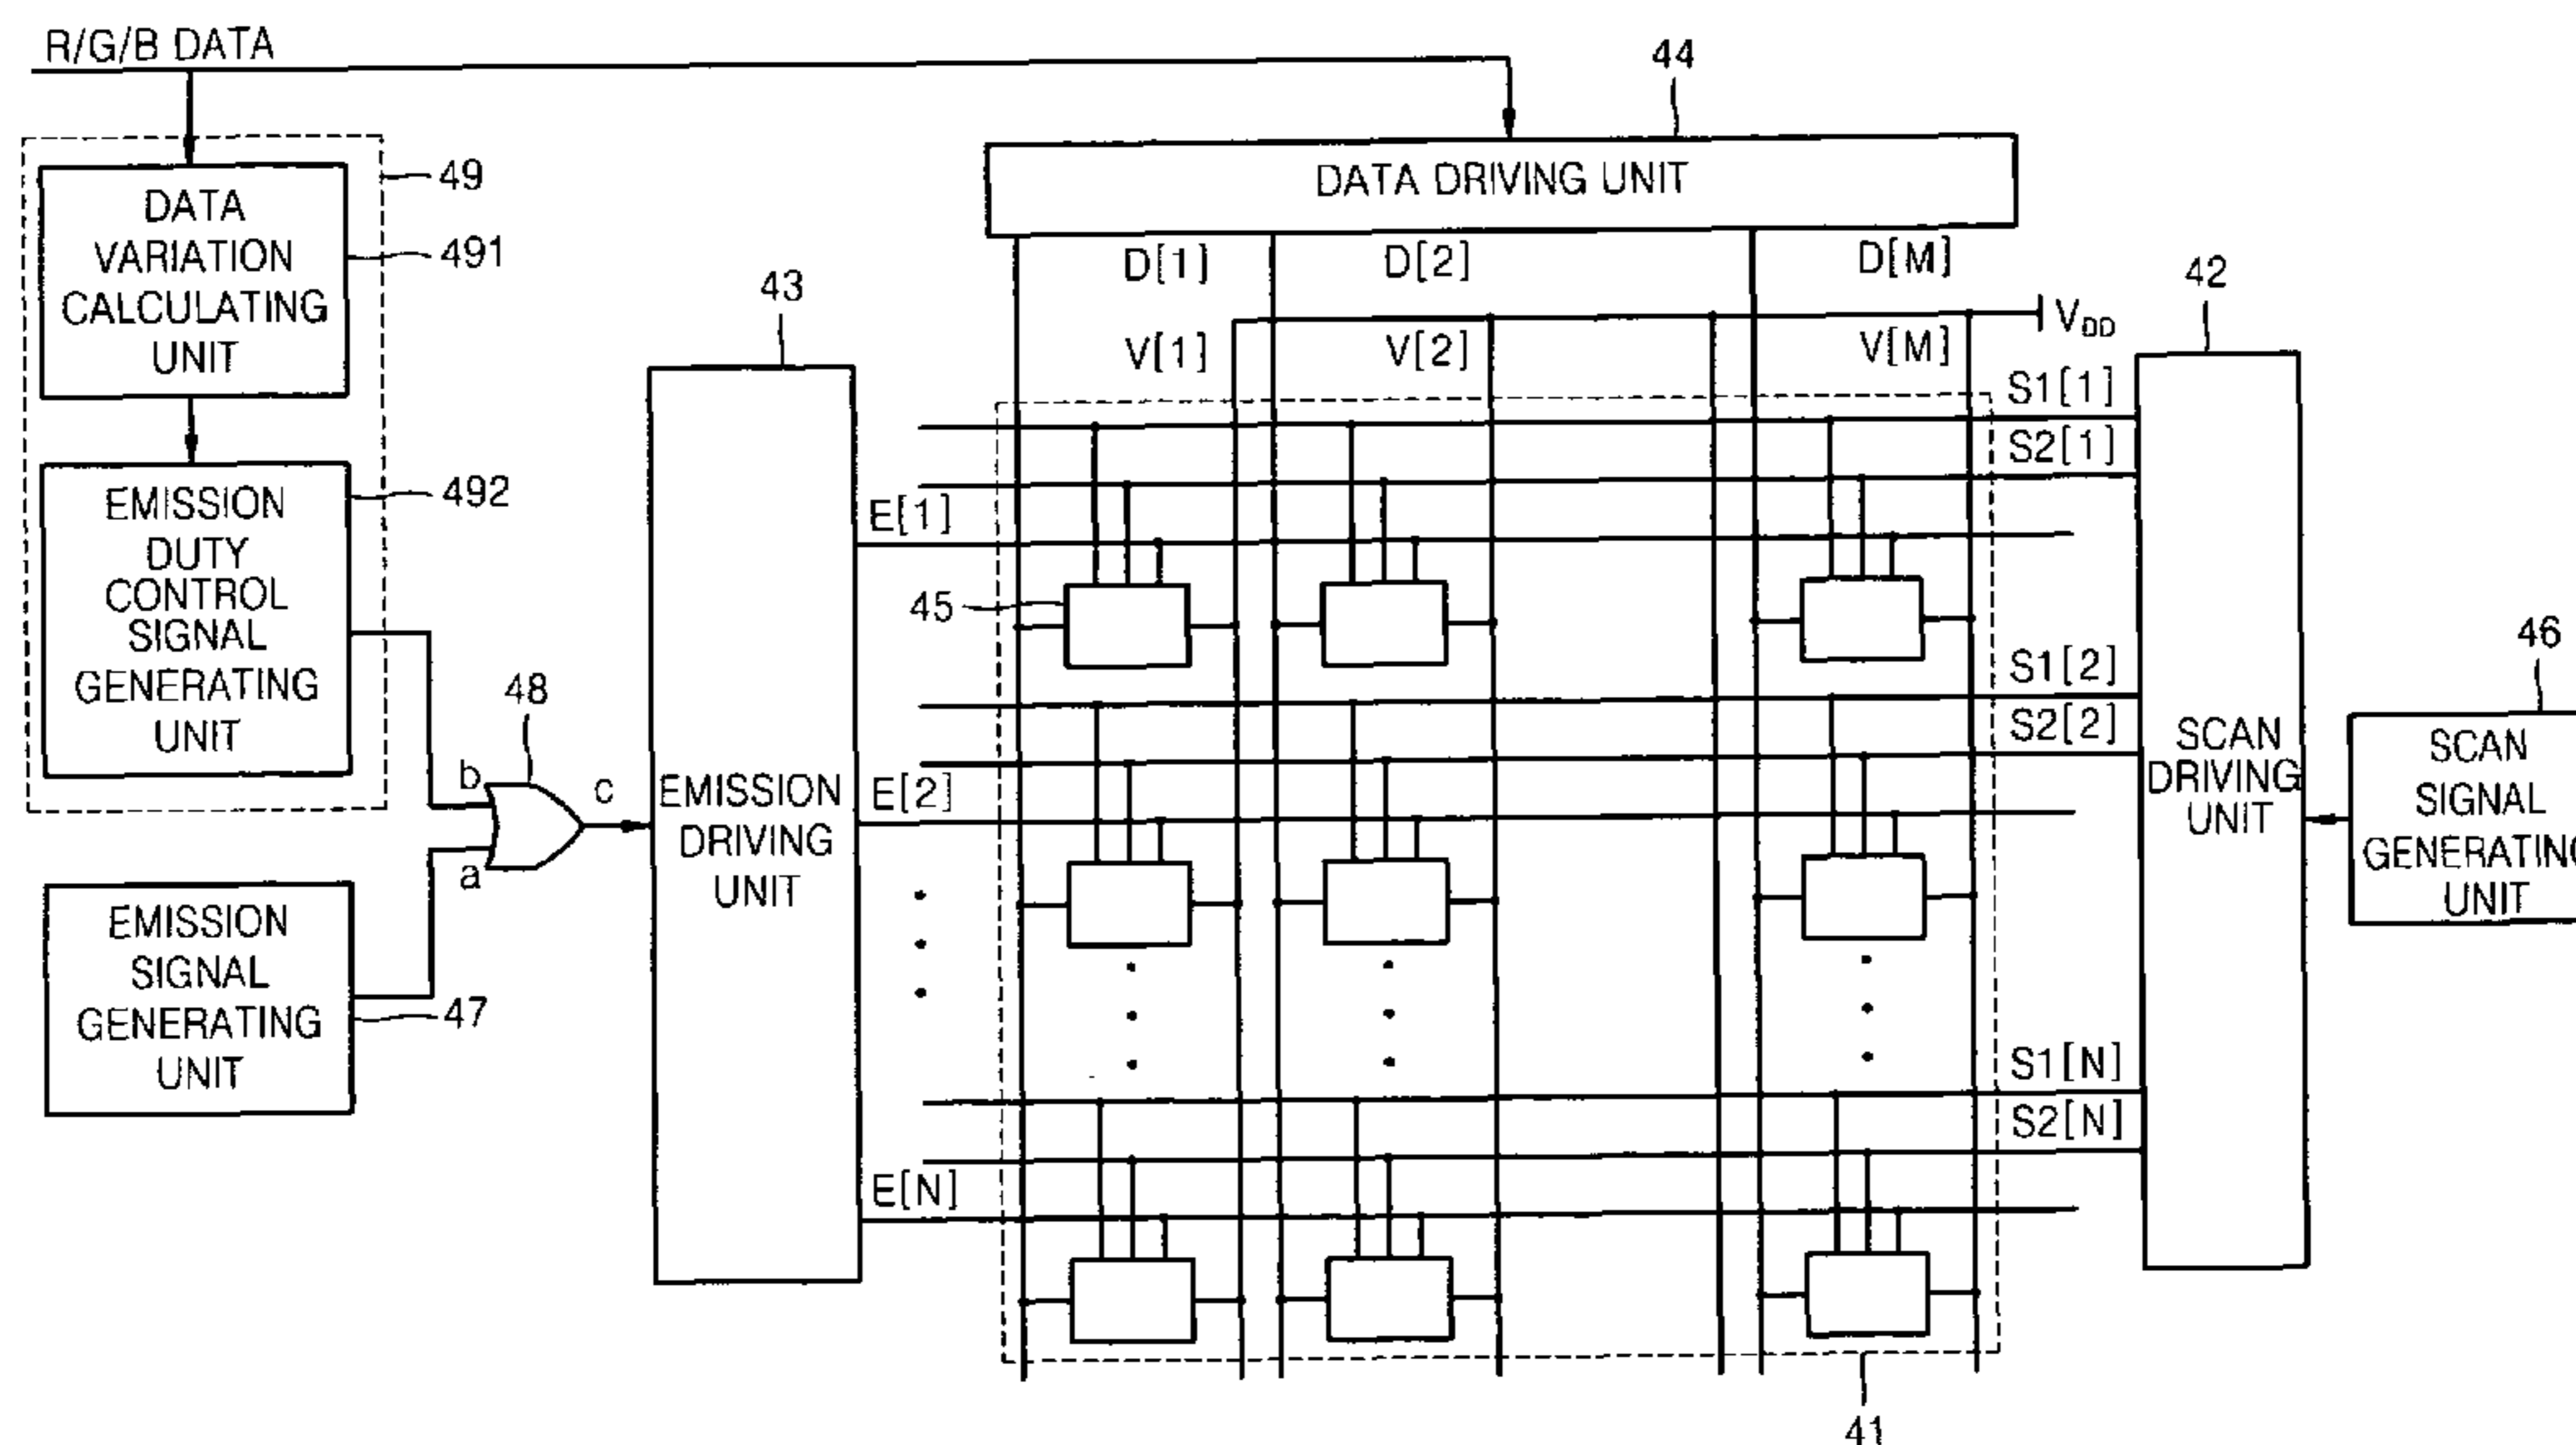 R/G/B DATA
44
DATA DRIVING UNIT
49
DATA
VARIATION
CALCULATING
UNIT
491
D[1]
D[2]
D[M]
42
43
V[1]
V[2]
V[M]
VDD
S1[1]
S2[1]
492
EMISSION
DUTY
CONTROL
SIGNAL
GENERATING
UNIT
E[1]
45
46
S1[2]
S2[2]
48
b
a
c
EMISSION
DRIVING
UNIT
E[2]
SCAN
DRIVING
UNIT
SCAN
SIGNAL
GENERATING
UNIT
EMISSION
SIGNAL
GENERATING
UNIT
47
S1[N]
S2[N]
E[N]
41